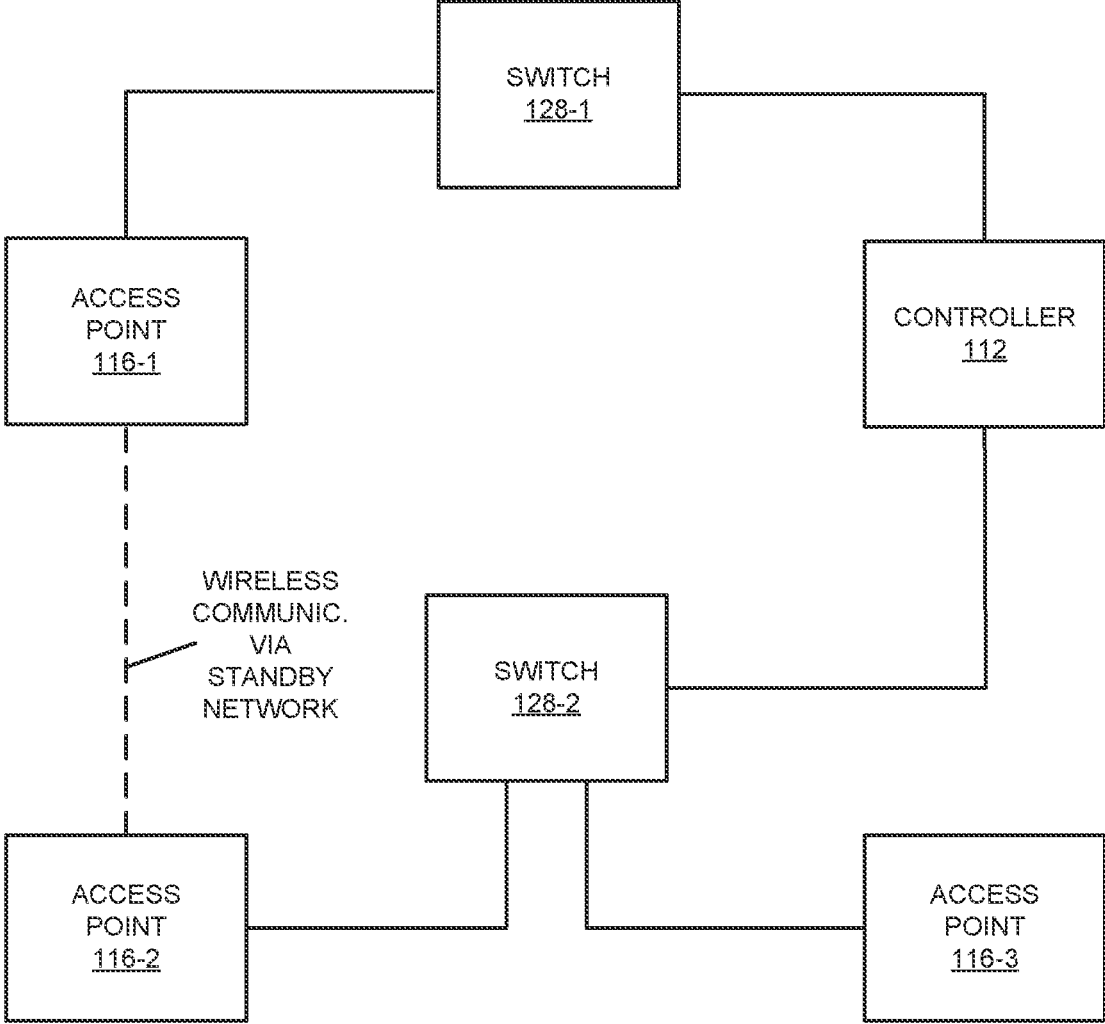 SWITCH
128-1
ACCESS
POINT
116-1
CONTROLLER
112
WIRELESS
COMMUNIC.
VIA
STANDBY
NETWORK
SWITCH
128-2
ACCESS
POINT
116-2
ACCESS
POINT
116-3